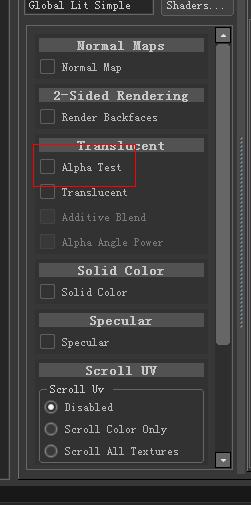 Global Lit Simple
Shaders...
Normal Maps
Normal Map
2-Sided Rendering
Render Backfaces
Translucent
Alpha Test
Translucent
Additive Blend
Alpha Angle Power
Solid Color
Solid Color
Specular
Specular
Scroll UV
Scroll Uv
Disabled
Scroll Color Only
Scroll All Textures